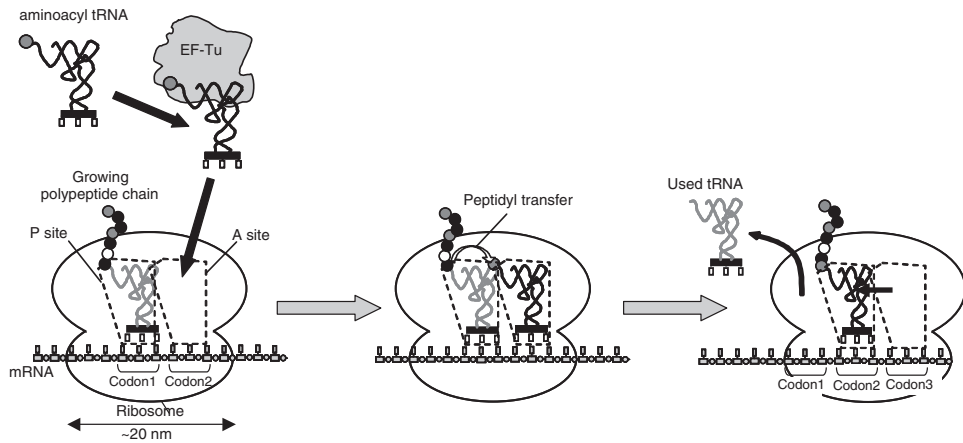 aminoacyl tRNA
EF-Tu
Growing
polypeptide chain
P site
A site
mRNA
Codon1
Codon2
Ribosome
~20 nm
Peptidyl transfer
Used tRNA
Codon1
Codon2
Codon3